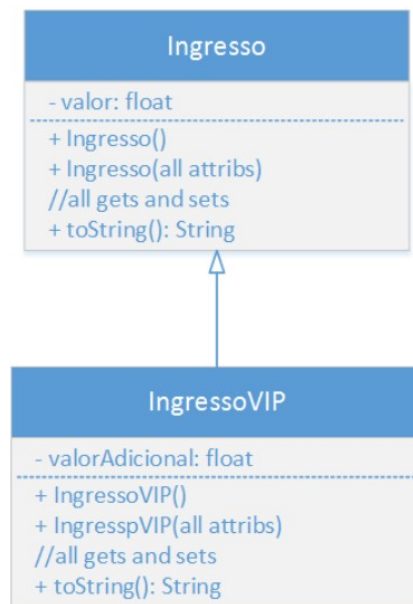 Ingresso
- valor: float
+ Ingresso()
+ Ingresso(all attribs)
//all gets and sets
+ toString(): String
IngressoVIP
- valorAdicional: float
+ IngressoVIP()
+ IngresspVIP(all attribs)
//all gets and sets
+ toString(): String